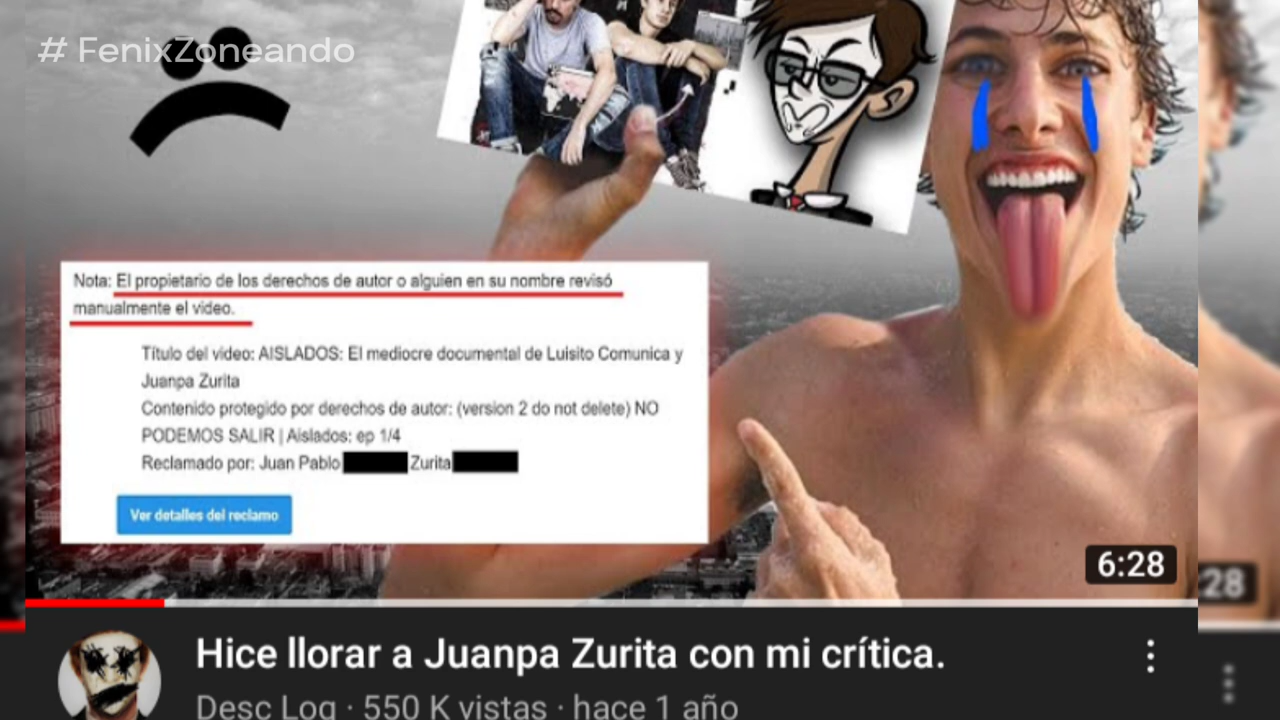 # FenixZoneando
Nota: El propietario de los derechos de autor o alguien en su nombre revisó
manualmente el video.
Título del video: AISLADOS: El mediocre documental de Luisito Comunica y
Juanpa Zurita
Contenido protegido por derechos de autor: (version 2 do not delete) NO
PODEMOS SALIR | Aislados: ep 1/4
Reclamado por: Juan Pablo Zurita
Ver detalles del reclamo
6:28
:28
Hice llorar a Juanpa Zurita con mi crítica.
Desc Log · 550 K vistas · hace 1 año